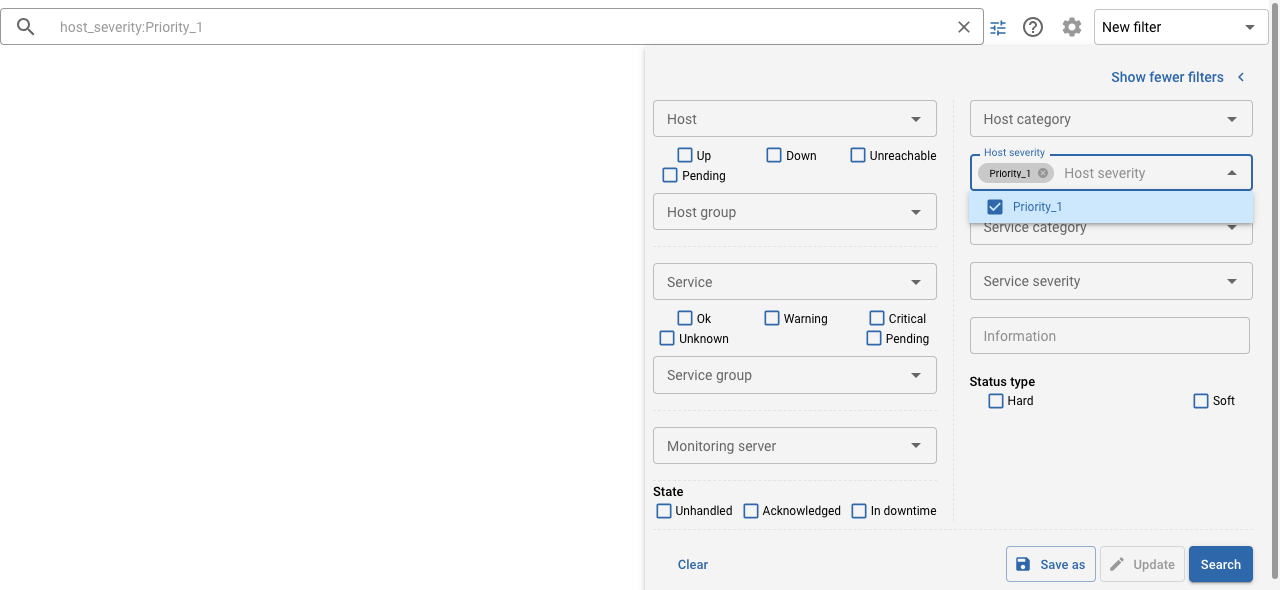 host_severity:Priority_1
New filter
Show fewer filters
Host
Up
Down
Unreachable
Pending
Host group
Service
Ok
Warning
Critical
Unknown
Pending
Service group
Monitoring server
State
Unhandled
Acknowledged
In downtime
Host category
Host severity
Priority_1
Host severity
Priority_1
Service category
Service severity
Information
Status type
Hard
Soft
Clear
Save as
Update
Search